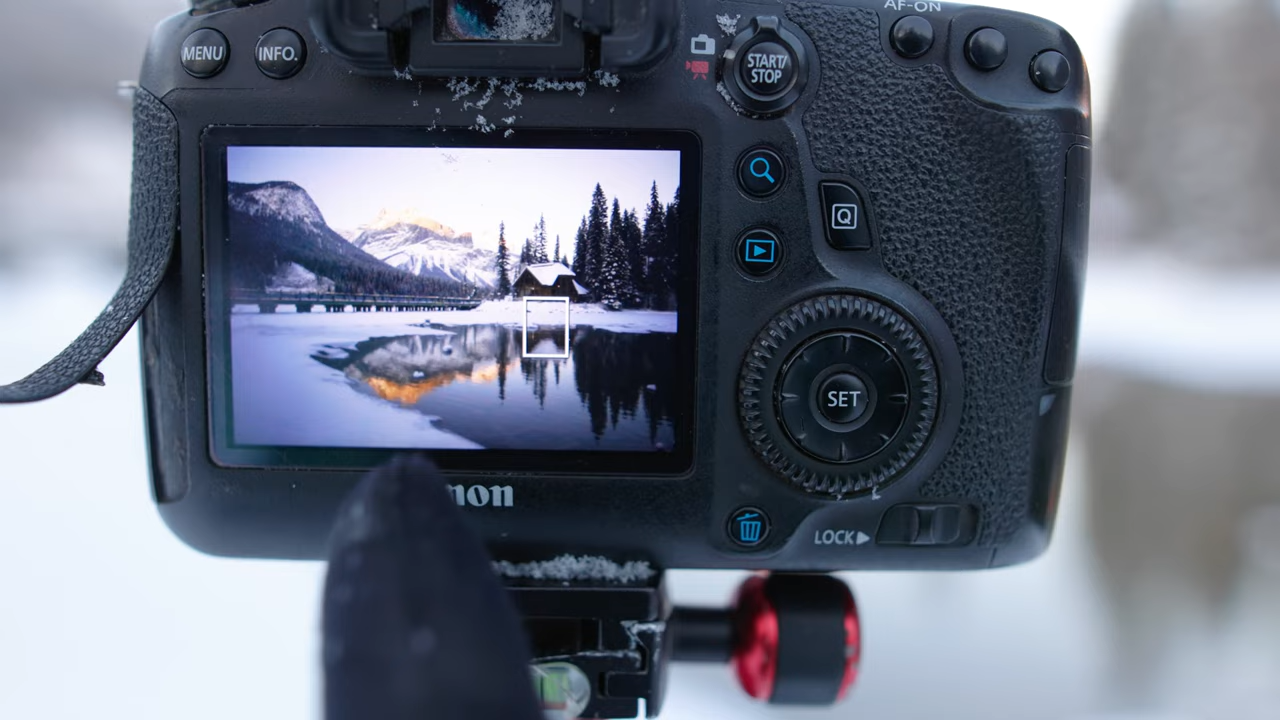 AF-ON
MENU
INFO.
START/
STOP
Q
SET
non
LOCK